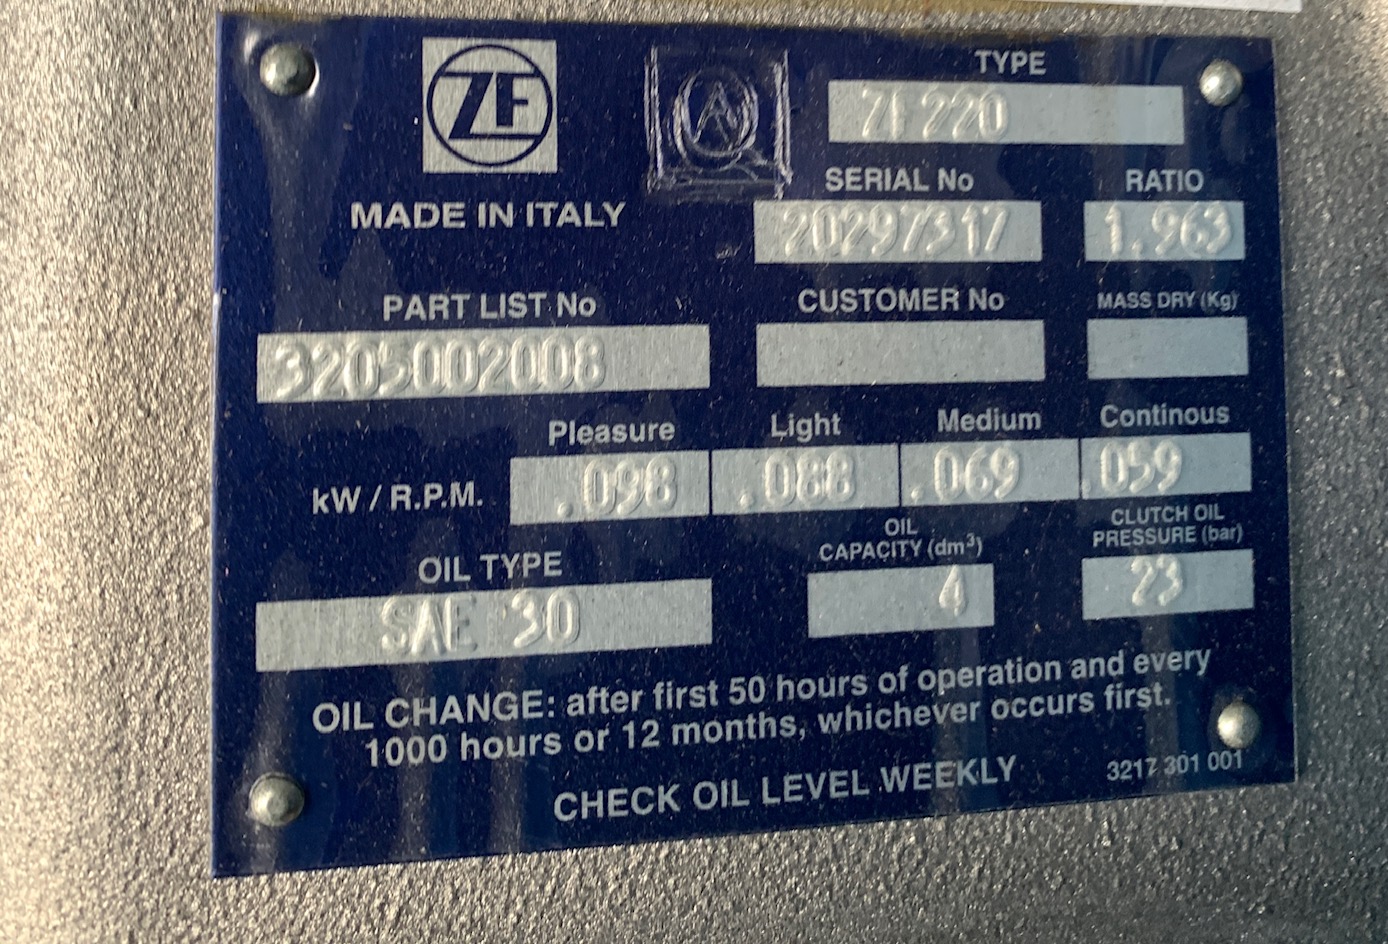 ZF
A
TYPE
ZF220
MADE IN ITALY
SERIAL No
RATIO
20297317
1.963
PART LIST No
CUSTOMER No
MASS DRY (Kg)
3205002008
Pleasure
Light
Medium
Continous
kW / R.P.M.
.098
.088
.069
.059
OIL TYPE
OIL
CAPACITY (dm³)
CLUTCH OIL
PRESSURE (bar)
SAE 30
4
23
OIL CHANGE: after first 50 hours of operation and every
1000 hours or 12 months, whichever occurs first.
CHECK OIL LEVEL WEEKLY
3217 301 001